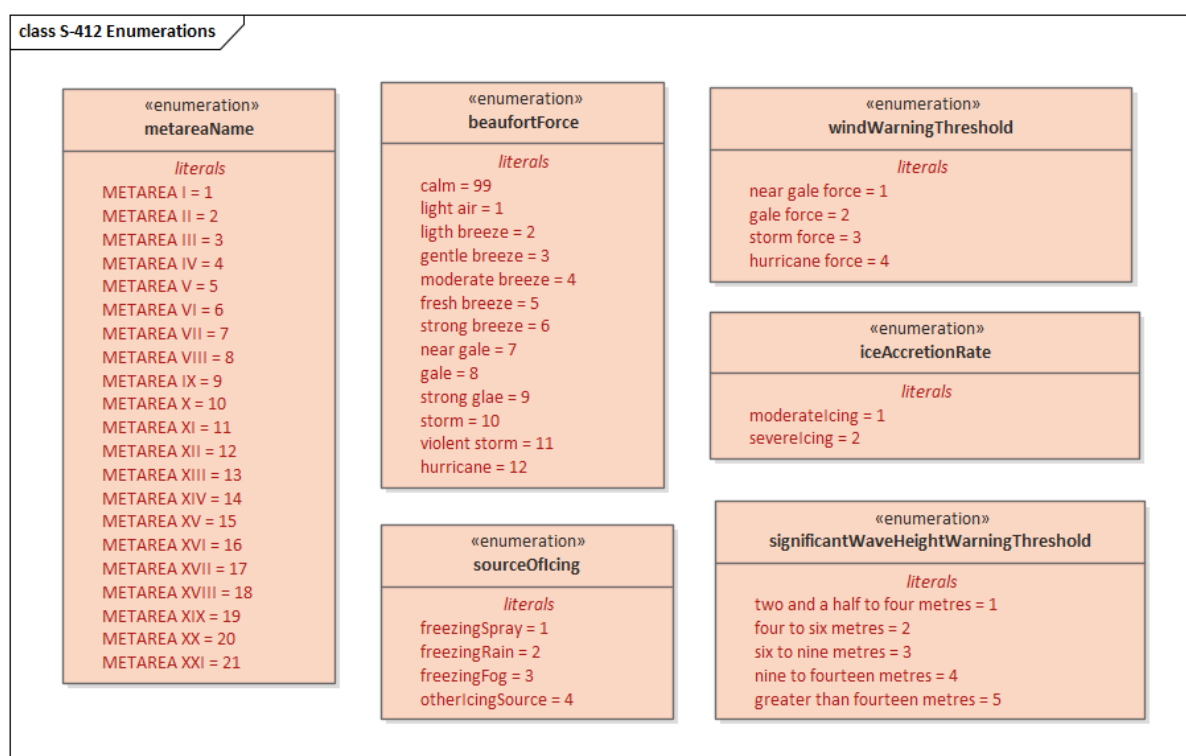 class S-412 Enumerations
«enumeration»
metareaName
literals
METAREA I = 1
METAREA II = 2
METAREA III = 3
METAREA IV = 4
METAREA V = 5
METAREA VI = 6
METAREA VII = 7
METAREA VIII = 8
METAREA IX = 9
METAREA X = 10
METAREA XI = 11
METAREA XII = 12
METAREA XIII = 13
METAREA XIV = 14
METAREA XV = 15
METAREA XVI = 16
METAREA XVII = 17
METAREA XVIII = 18
METAREA XIX = 19
METAREA XX = 20
METAREA XXI = 21
«enumeration»
beaufortForce
literals
calm = 99
light air = 1
ligth breeze = 2
gentle breeze = 3
moderate breeze = 4
fresh breeze = 5
strong breeze = 6
near gale = 7
gale = 8
strong glae = 9
storm = 10
violent storm = 11
hurricane = 12
«enumeration»
sourceOfIcing
literals
freezingSpray = 1
freezingRain = 2
freezingFog = 3
otherIcingSource = 4
«enumeration»
windWarningThreshold
literals
near gale force = 1
gale force = 2
storm force = 3
hurricane force = 4
«enumeration»
iceAccretionRate
literals
moderateIcing = 1
severeIcing = 2
«enumeration»
significantWaveHeightWarningThreshold
literals
two and a half to four metres = 1
four to six metres = 2
six to nine metres = 3
nine to fourteen metres = 4
greater than fourteen metres = 5